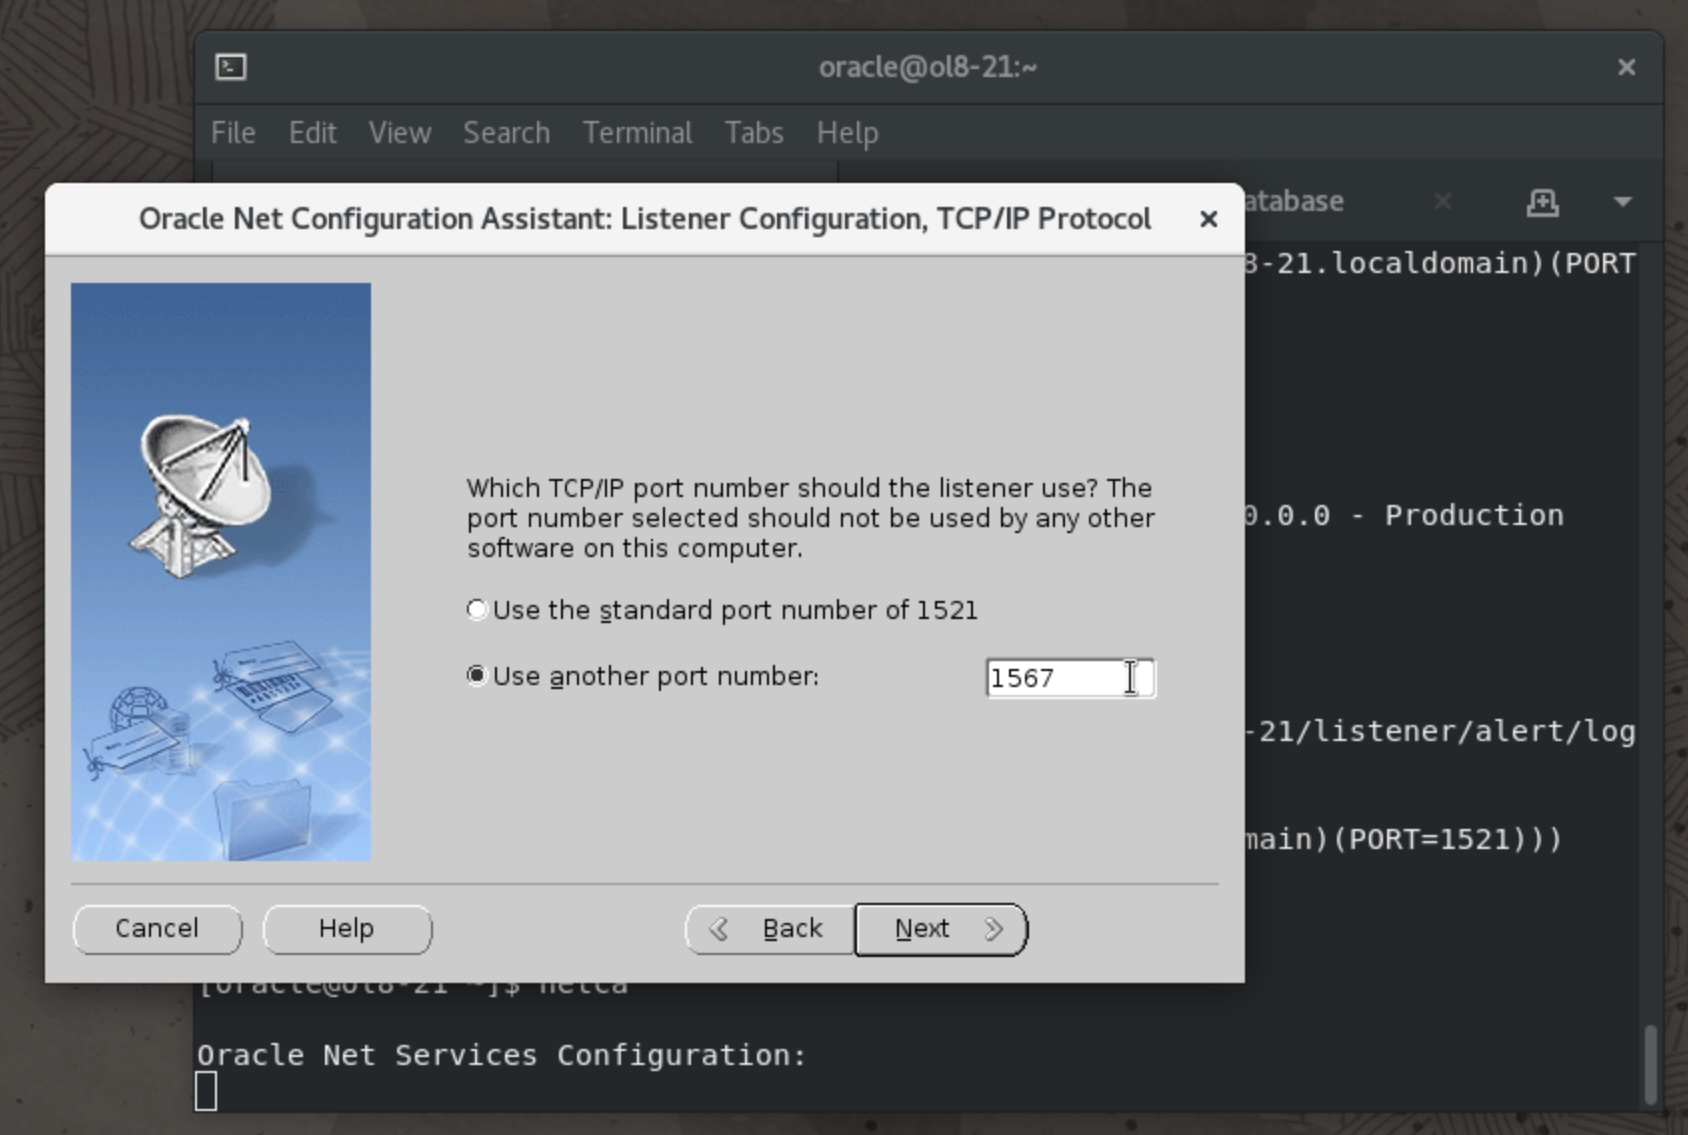 oracle@ol8-21:~
File Edit View Search Terminal Tabs Help
atabase
Oracle Net Configuration Assistant: Listener Configuration, TCP/IP Protocol
8-21.localdomain)(PORT
Which TCP/IP port number should the listener use? The
port number selected should not be used by any other
software on this computer.
0.0.0 - Production
Use the standard port number of 1521
Use another port number: 1567
-21/listener/alert/log
main)(PORT=1521)))
Cancel Help Back Next
[oracle@ol8-21 ~]$ netca
Oracle Net Services Configuration: